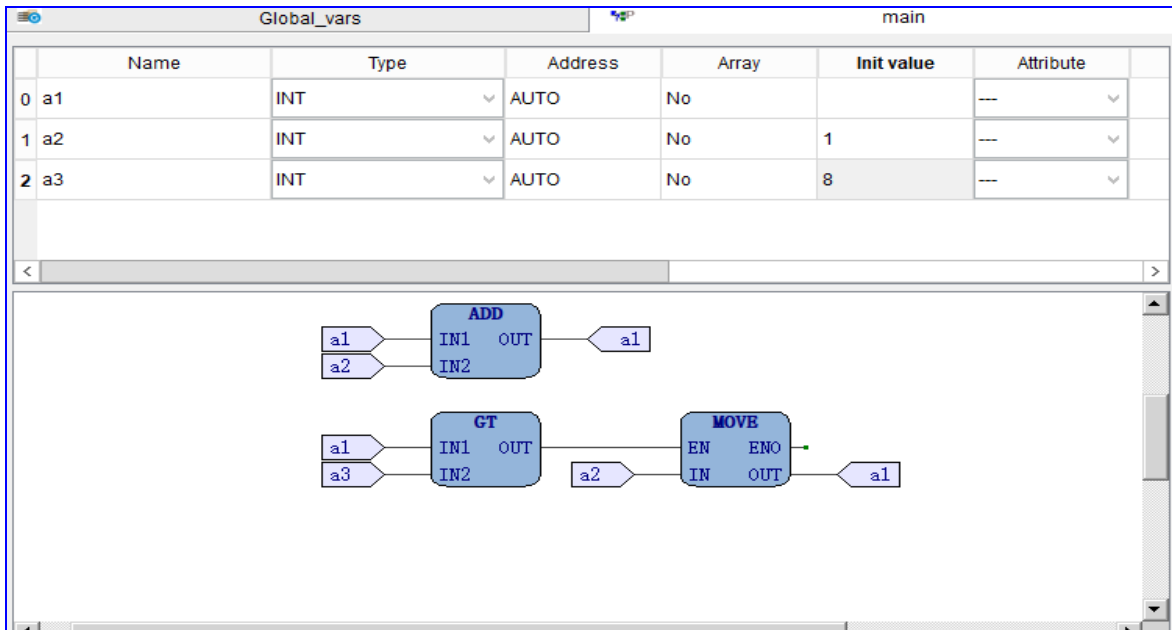 Global_vars main
Name Type Address Array Init value Attribute
0 a1 INT AUTO No ---
1 a2 INT AUTO No 1 ---
2 a3 INT AUTO No 8 ---
ADD
a1 IN1 OUT a1
a2 IN2
GT MOVE
a1 IN1 OUT EN ENO
a3 IN2 a2 IN OUT a1